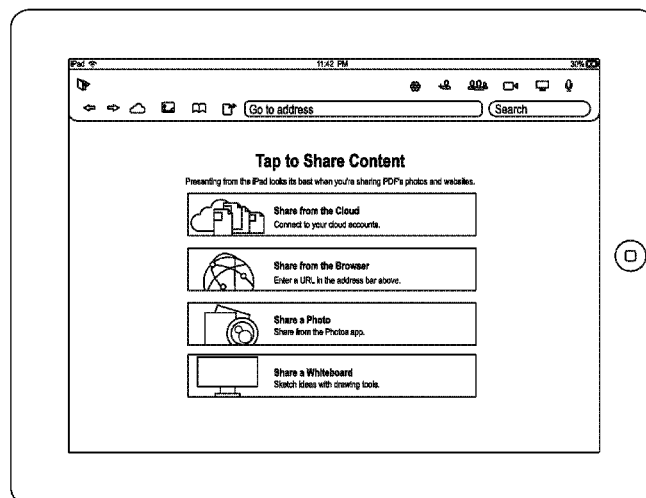 iPad 11:42 PM 30%
Go to address Search
Tap to Share Content
Presenting from the iPad looks its best when you're sharing PDF's photos and websites.
Share from the Cloud
Connect to your cloud accounts.
Share from the Browser
Enter a URL in the address bar above.
Share a Photo
Share from the Photos app.
Share a Whiteboard
Sketch ideas with drawing tools.